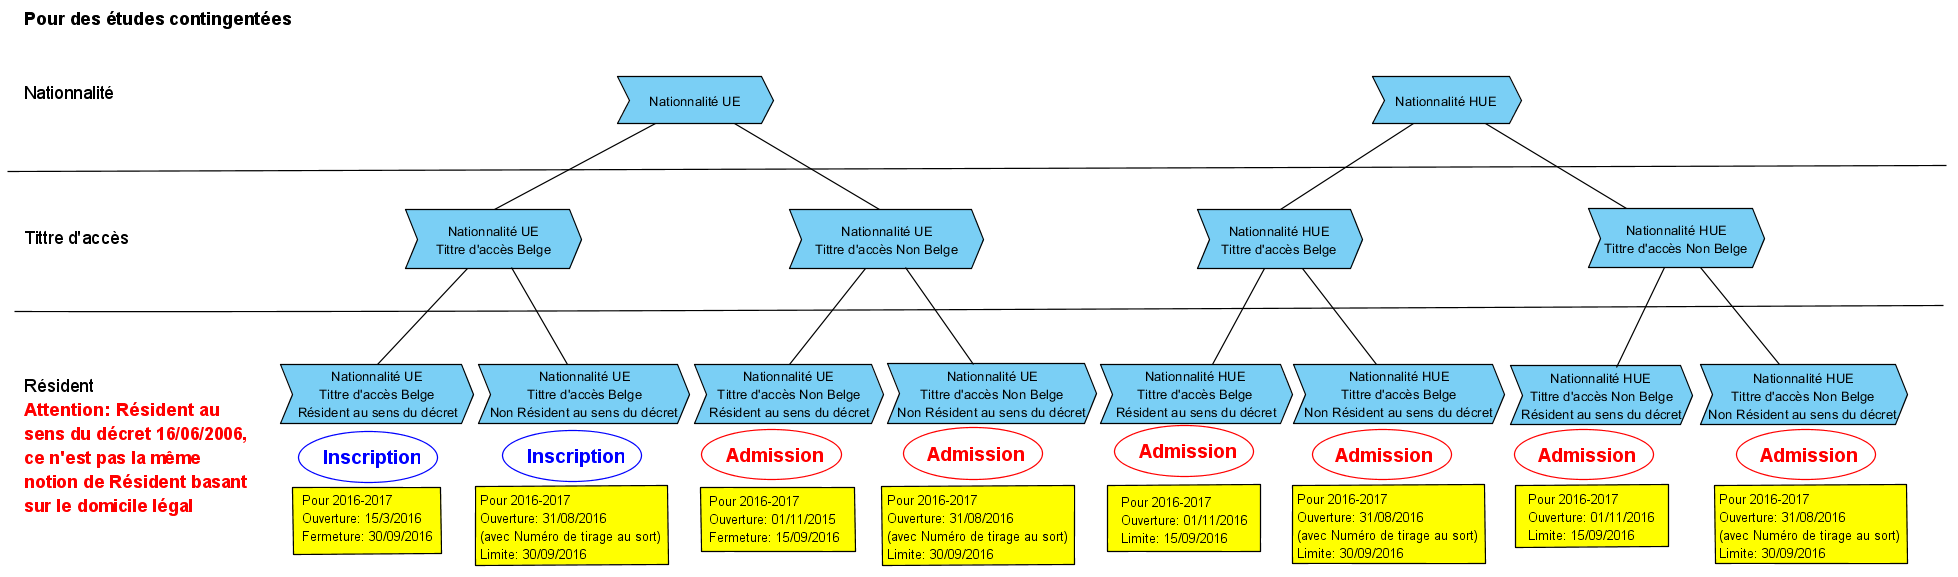 Pour des études contingentées
Nationnalité
Nationnalité UE
Nationnalité HUE
Tittre d'accès
Nationnalité UE
Tittre d'accès Belge
Nationnalité UE
Tittre d'accès Non Belge
Nationnalité HUE
Tittre d'accès Belge
Nationnalité HUE
Tittre d'accès Non Belge
Résident
Attention: Résident au
sens du décret 16/06/2006,
ce n'est pas la même
notion de Résident basant
sur le domicile légal
Nationnalité UE
Tittre d'accès Belge
Résident au sens du décret
Inscription
Pour 2016-2017
Ouverture: 15/3/2016
Fermeture: 30/09/2016
Nationnalité UE
Tittre d'accès Belge
Non Résident au sens du décret
Inscription
Pour 2016-2017
Ouverture: 31/08/2016
(avec Numéro de tirage au sort)
Limite: 30/09/2016
Nationnalité UE
Tittre d'accès Non Belge
Résident au sens du décret
Admission
Pour 2016-2017
Ouverture: 01/11/2015
Fermeture: 15/09/2016
Nationnalité UE
Tittre d'accès Non Belge
Non Résident au sens du décret
Admission
Pour 2016-2017
Ouverture: 31/08/2016
(avec Numéro de tirage au sort)
Limite: 30/09/2016
Nationnalité HUE
Tittre d'accès Belge
Résident au sens du décret
Admission
Pour 2016-2017
Ouverture: 01/11/2016
Limite: 15/09/2016
Nationnalité HUE
Tittre d'accès Belge
Non Résident au sens du décret
Admission
Pour 2016-2017
Ouverture: 31/08/2016
(avec Numéro de tirage au sort)
Limite: 30/09/2016
Nationnalité HUE
Tittre d'accès Non Belge
Résident au sens du décret
Admission
Pour 2016-2017
Ouverture: 01/11/2016
Limite: 15/09/2016
Nationnalité HUE
Tittre d'accès Non Belge
Non Résident au sens du décret
Admission
Pour 2016-2017
Ouverture: 31/08/2016
(avec Numéro de tirage au sort)
Limite: 30/09/2016